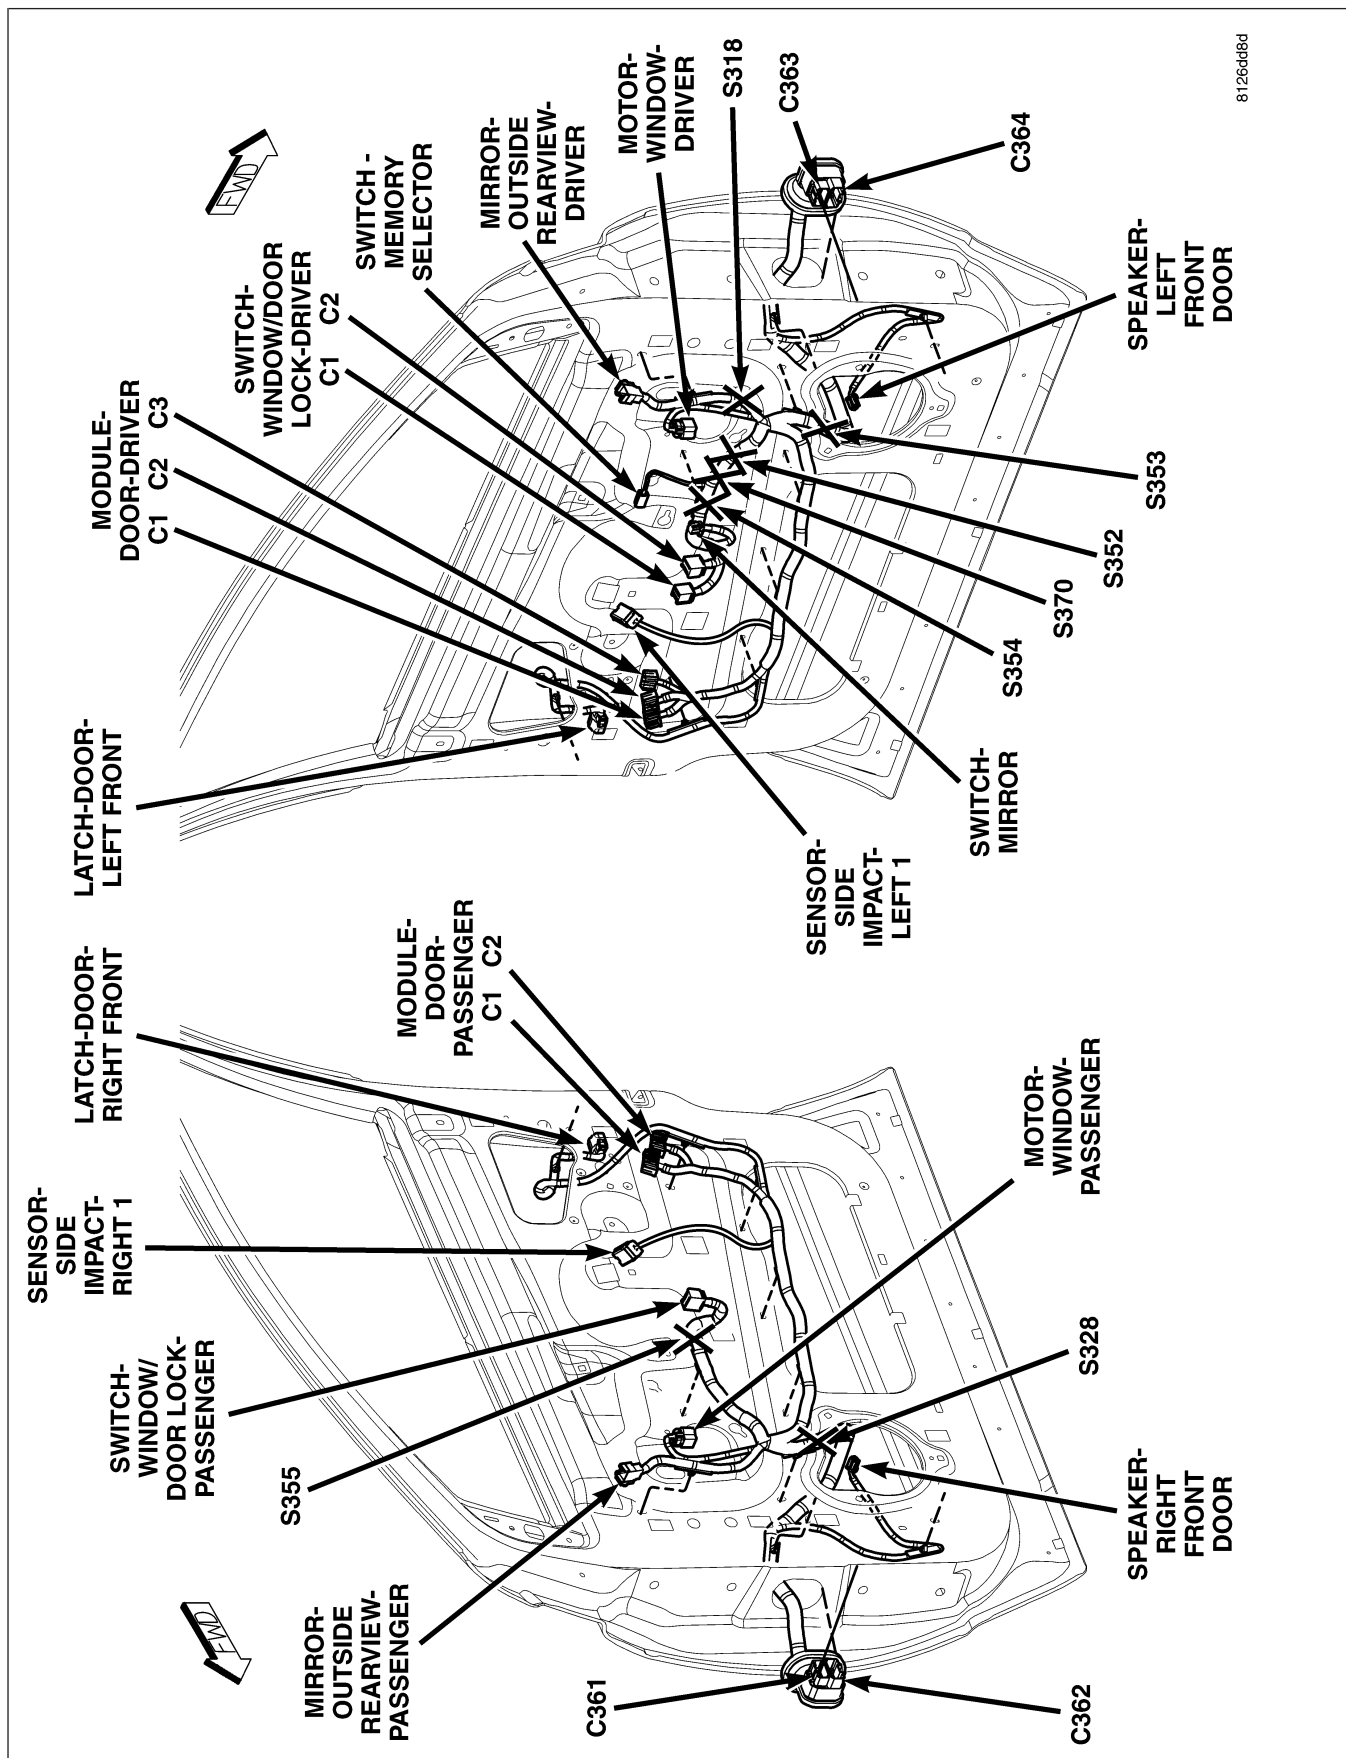 SENSOR-
SIDE
IMPACT-
RIGHT 1
LATCH-DOOR-
RIGHT FRONT
LATCH-DOOR-
LEFT FRONT
MODULE-
DOOR-DRIVER
C1 C2 C3
SWITCH-
WINDOW/DOOR
LOCK-DRIVER
C1 C2
SWITCH -
MEMORY
SELECTOR
MIRROR-
OUTSIDE
REARVIEW-
DRIVER
MOTOR-
WINDOW-
DRIVER
S318
C363
C364
FWD
SWITCH-
WINDOW/
DOOR LOCK-
PASSENGER
S355
MIRROR-
OUTSIDE
REARVIEW-
PASSENGER
FWD
MODULE-
DOOR-
PASSENGER
C1 C2
C361
C362
SPEAKER-
RIGHT
FRONT
DOOR
S328
MOTOR-
WINDOW-
PASSENGER
SENSOR-
SIDE
IMPACT-
LEFT 1
SWITCH-
MIRROR
S354
S370
S352
S353
SPEAKER-
LEFT
FRONT
DOOR
8126dd8d